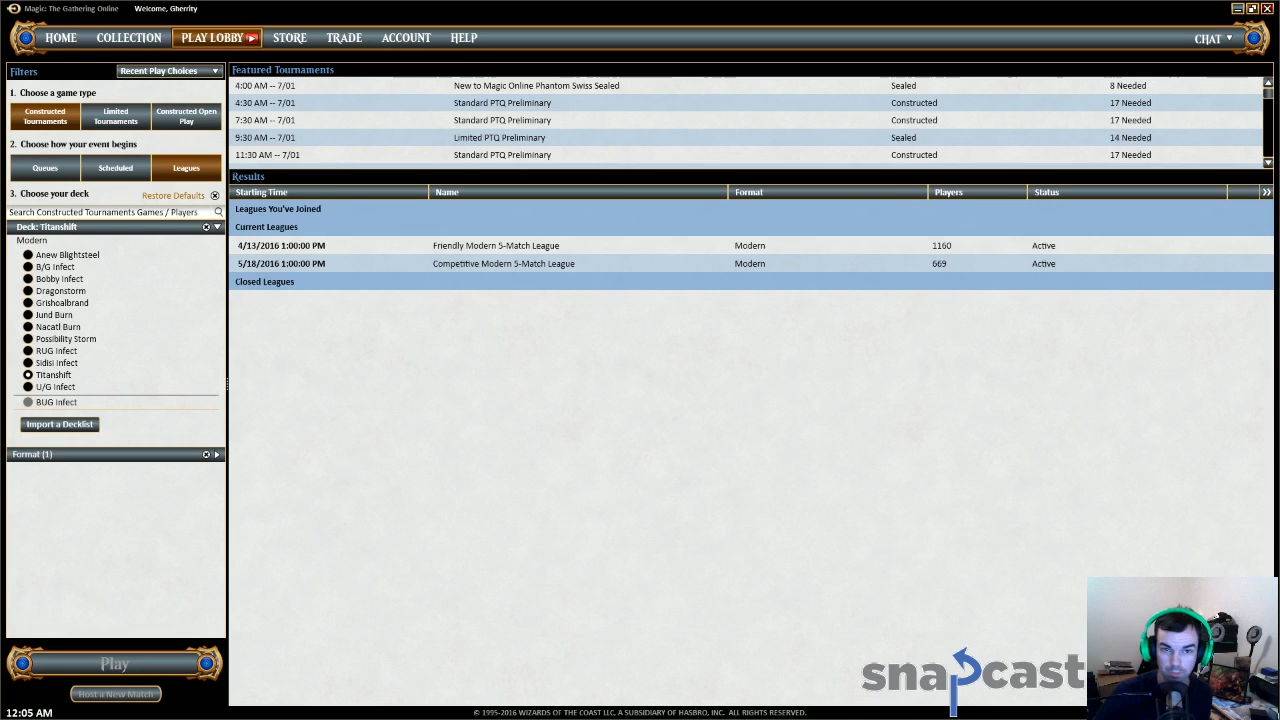 Magic: The Gathering Online Welcome, Gherrity
HOME COLLECTION PLAY LOBBY STORE TRADE ACCOUNT HELP CHAT
Filters Recent Play Choices
1. Choose a game type
Constructed Tournaments Limited Tournaments Constructed Open Play
2. Choose how your event begins
Queues Scheduled Leagues
3. Choose your deck Restore Defaults
Search Constructed Tournaments Games / Players
Deck: Titanshift
Modern
Anew Blightsteel
B/G Infect
Bobby Infect
Dragonstorm
Grishoalbrand
Jund Burn
Nacatl Burn
Possibility Storm
RUG Infect
Sidisi Infect
Titanshift
U/G Infect
BUG Infect
Import a Decklist
Format (1)
Play
Host a New Match
12:05 AM
Featured Tournaments
4:00 AM -- 7/01 New to Magic Online Phantom Swiss Sealed Sealed 8 Needed
4:30 AM -- 7/01 Standard PTQ Preliminary Constructed 17 Needed
7:30 AM -- 7/01 Standard PTQ Preliminary Constructed 17 Needed
9:30 AM -- 7/01 Limited PTQ Preliminary Sealed 14 Needed
11:30 AM -- 7/01 Standard PTQ Preliminary Constructed 17 Needed
Results
Starting Time Name Format Players Status
Leagues You've Joined
Current Leagues
4/13/2016 1:00:00 PM Friendly Modern 5-Match League Modern 1160 Active
5/18/2016 1:00:00 PM Competitive Modern 5-Match League Modern 669 Active
Closed Leagues
snapcast
© 1995-2016 WIZARDS OF THE COAST LLC, A SUBSIDIARY OF HASBRO, INC. ALL RIGHTS RESERVED.